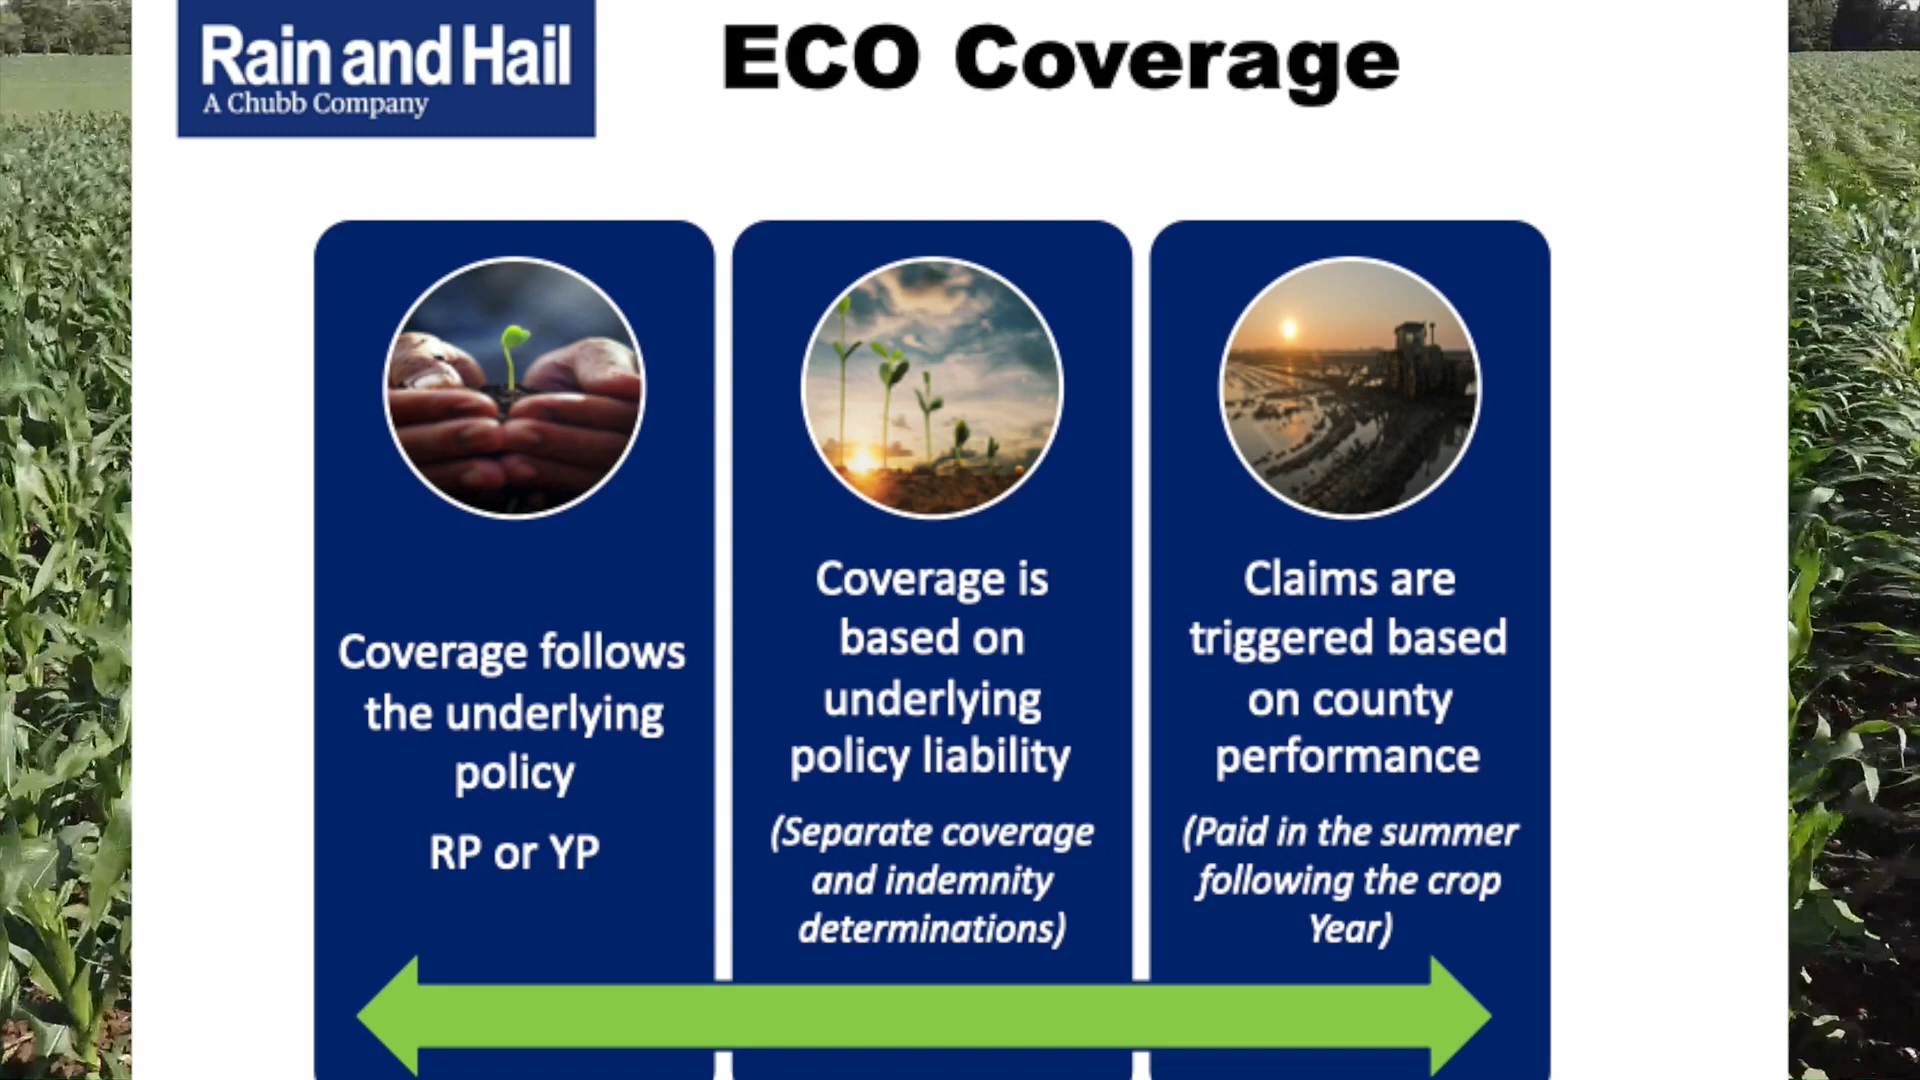 Rain and Hail
A Chubb Company
ECO Coverage
Coverage follows
the underlying
policy
RP or YP
Coverage is
based on
underlying
policy liability
(Separate coverage
and indemnity
determinations)
Claims are
triggered based
on county
performance
(Paid in the summer
following the crop
Year)